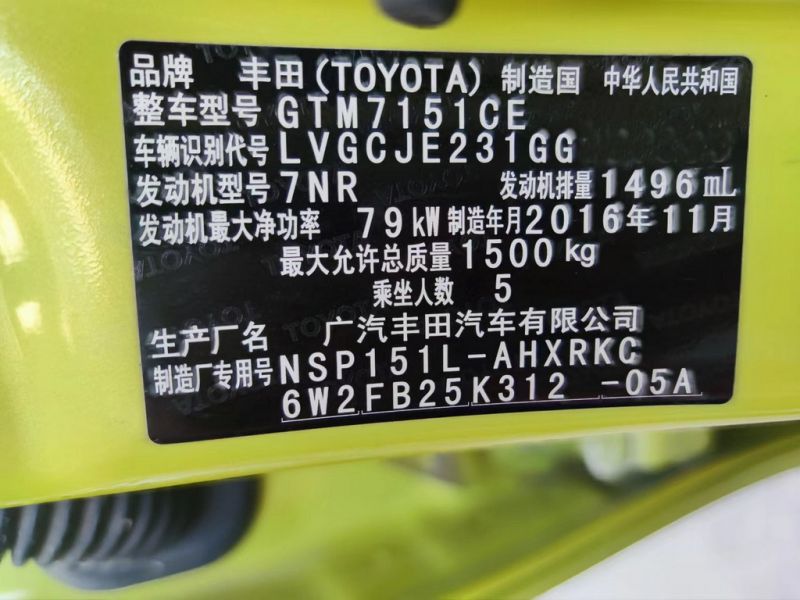 品牌 丰田(TOYOTA) 制造国 中华人民共和国
整车型号 GTM7151CE
车辆识别代号 LVGCJE231GG
发动机型号 7NR 发动机排量 1496 mL
发动机最大净功率 79 kW 制造年月 2016年11月
最大允许总质量 1500 kg
乘坐人数 5
生产厂名 广汽丰田汽车有限公司
制造厂专用号 NSP151L-AHXRKC
6W2 FB25 K312 -05A